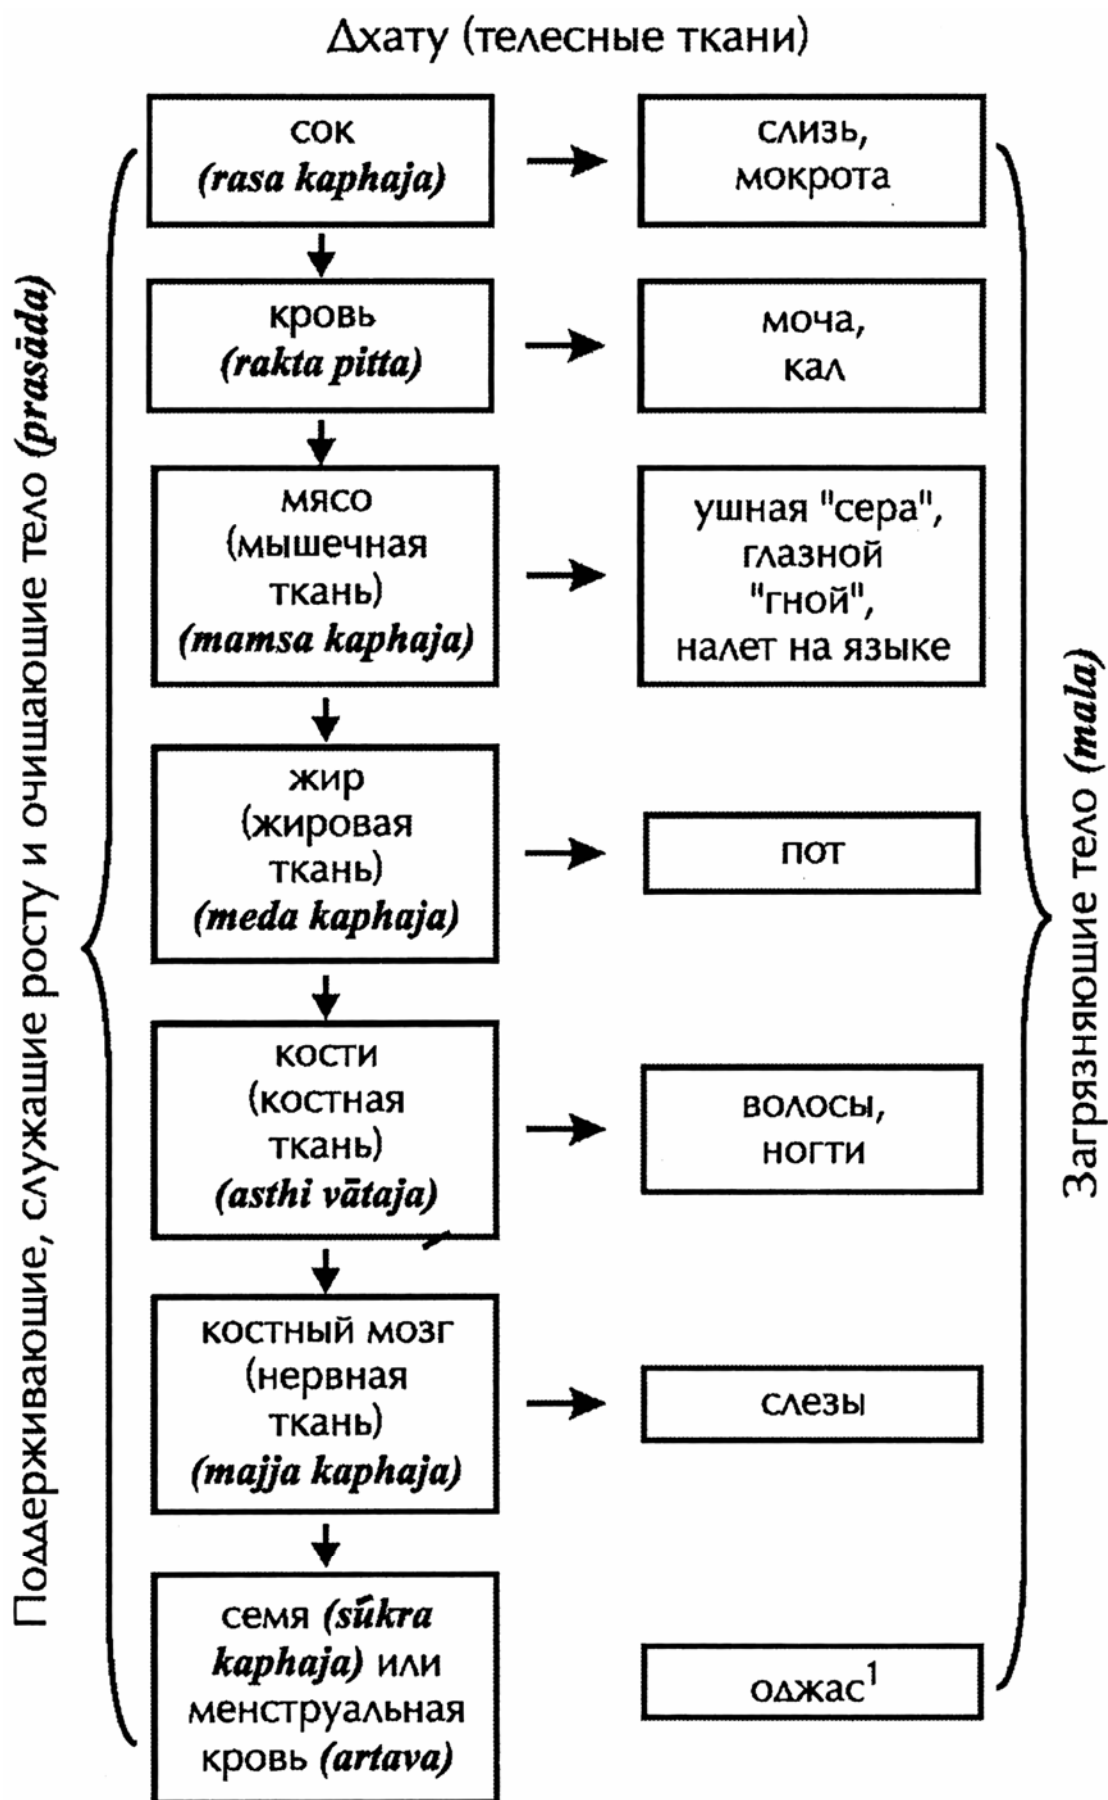 Дхату (телесные ткани)
Поддерживающие, служащие росту и очищающие тело (prasāda)
сок
(rasa kaphaja)
слизь,
мокрота
кровь
(rakta pitta)
моча,
кал
мясо
(мышечная
ткань)
(mamsa kaphaja)
ушная "сера",
глазной
"гной",
налет на языке
жир
(жировая
ткань)
(meda kaphaja)
пот
кости
(костная
ткань)
(asthi vātaja)
волосы,
ногти
костный мозг
(нервная
ткань)
(majja kaphaja)
слезы
семя (śukra
kaphaja) или
менструальная
кровь (artava)
оджас¹
Загрязняющие тело (mala)